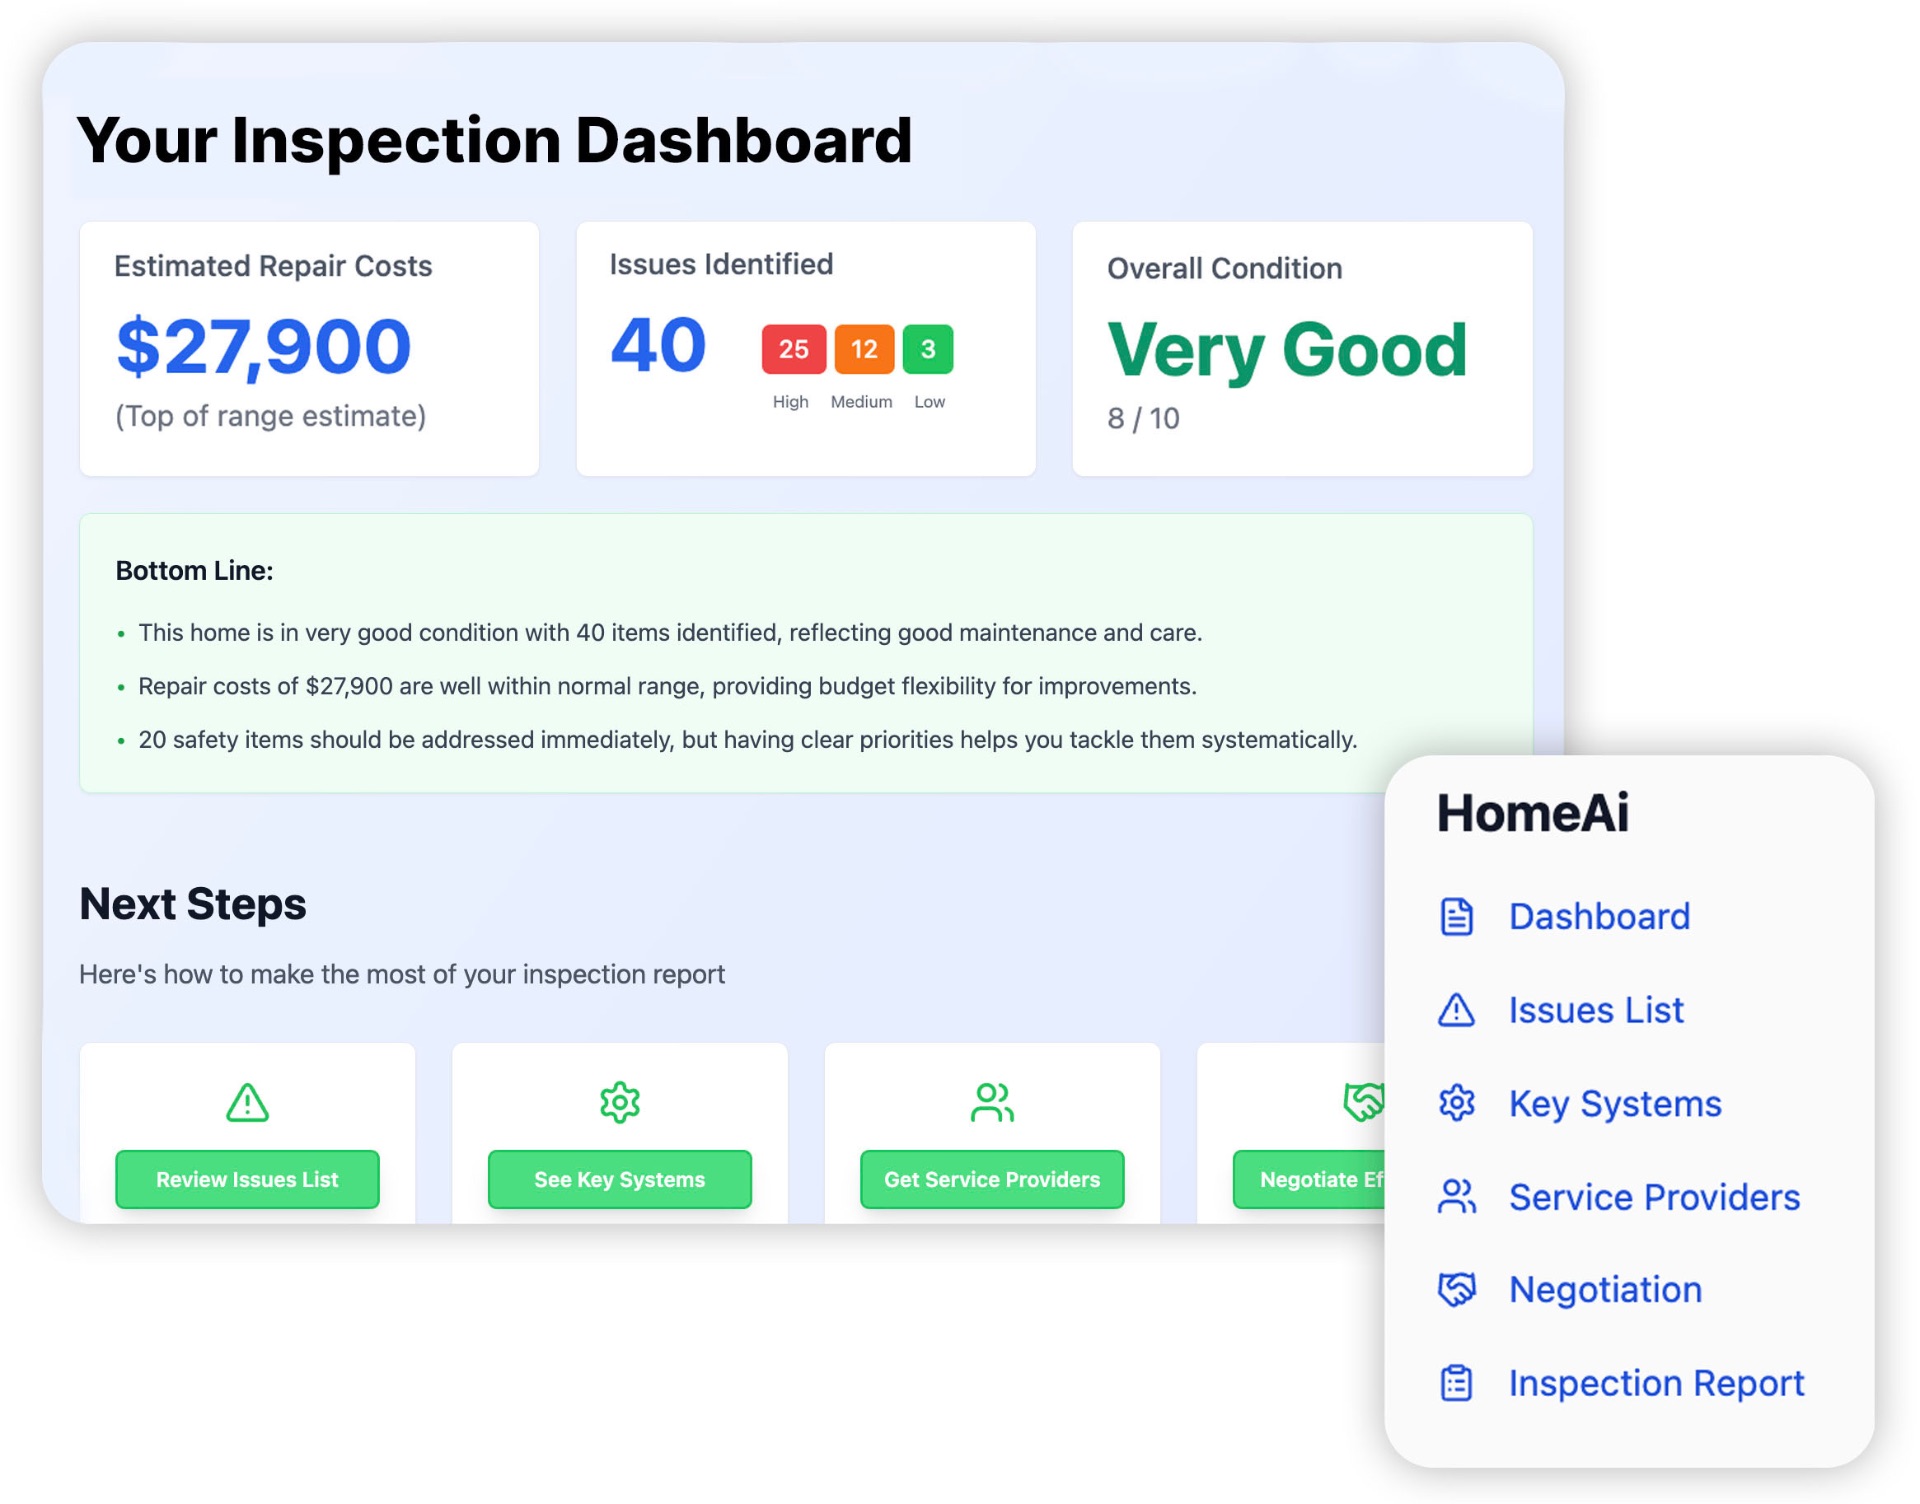 Your Inspection Dashboard
Estimated Repair Costs
$27,900
(Top of range estimate)
Issues Identified
40
25 12 3
High Medium Low
Overall Condition
Very Good
8 / 10
Bottom Line:
• This home is in very good condition with 40 items identified, reflecting good maintenance and care.
• Repair costs of $27,900 are well within normal range, providing budget flexibility for improvements.
• 20 safety items should be addressed immediately, but having clear priorities helps you tackle them systematically.
Next Steps
Here's how to make the most of your inspection report
Review Issues List
See Key Systems
Get Service Providers
Negotiate Ef
HomeAi
Dashboard
Issues List
Key Systems
Service Providers
Negotiation
Inspection Report